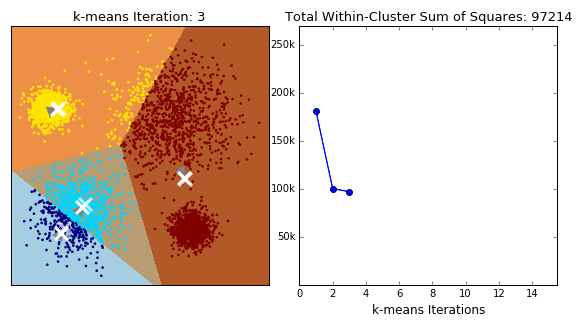 k-means Iteration: 3
Total Within-Cluster Sum of Squares: 97214
250k
200k
150k
100k
50k
0 2 4 6 8 10 12 14
k-means Iterations